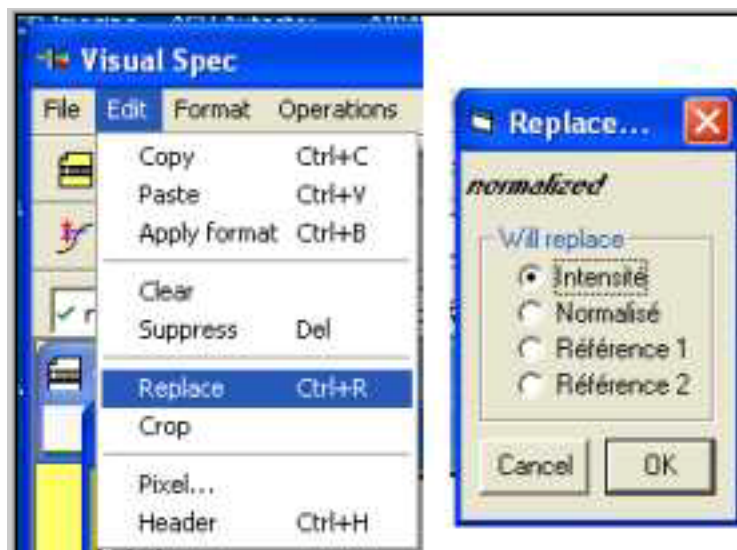 Visual Spec
File Edit Format Operations
Copy Ctrl+C
Paste Ctrl+V
Apply format Ctrl+B
Clear
Suppress Del
Replace Ctrl+R
Crop
Pixel...
Header Ctrl+H
Replace...
normalized
Will replace
Intensité
Normalisé
Référence 1
Référence 2
Cancel OK